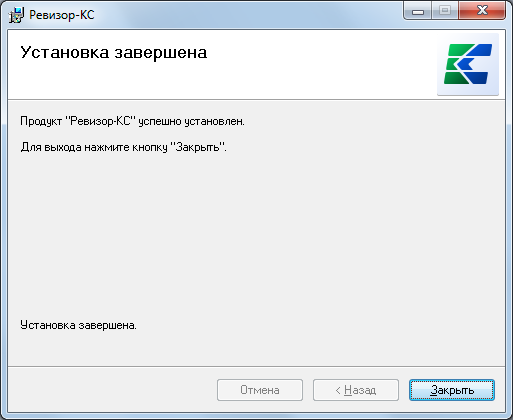 Ревизор-КС
Установка завершена
Продукт "Ревизор-КС" успешно установлен.
Для выхода нажмите кнопку "Закрыть".
Установка завершена.
Отмена
< Назад
Закрыть